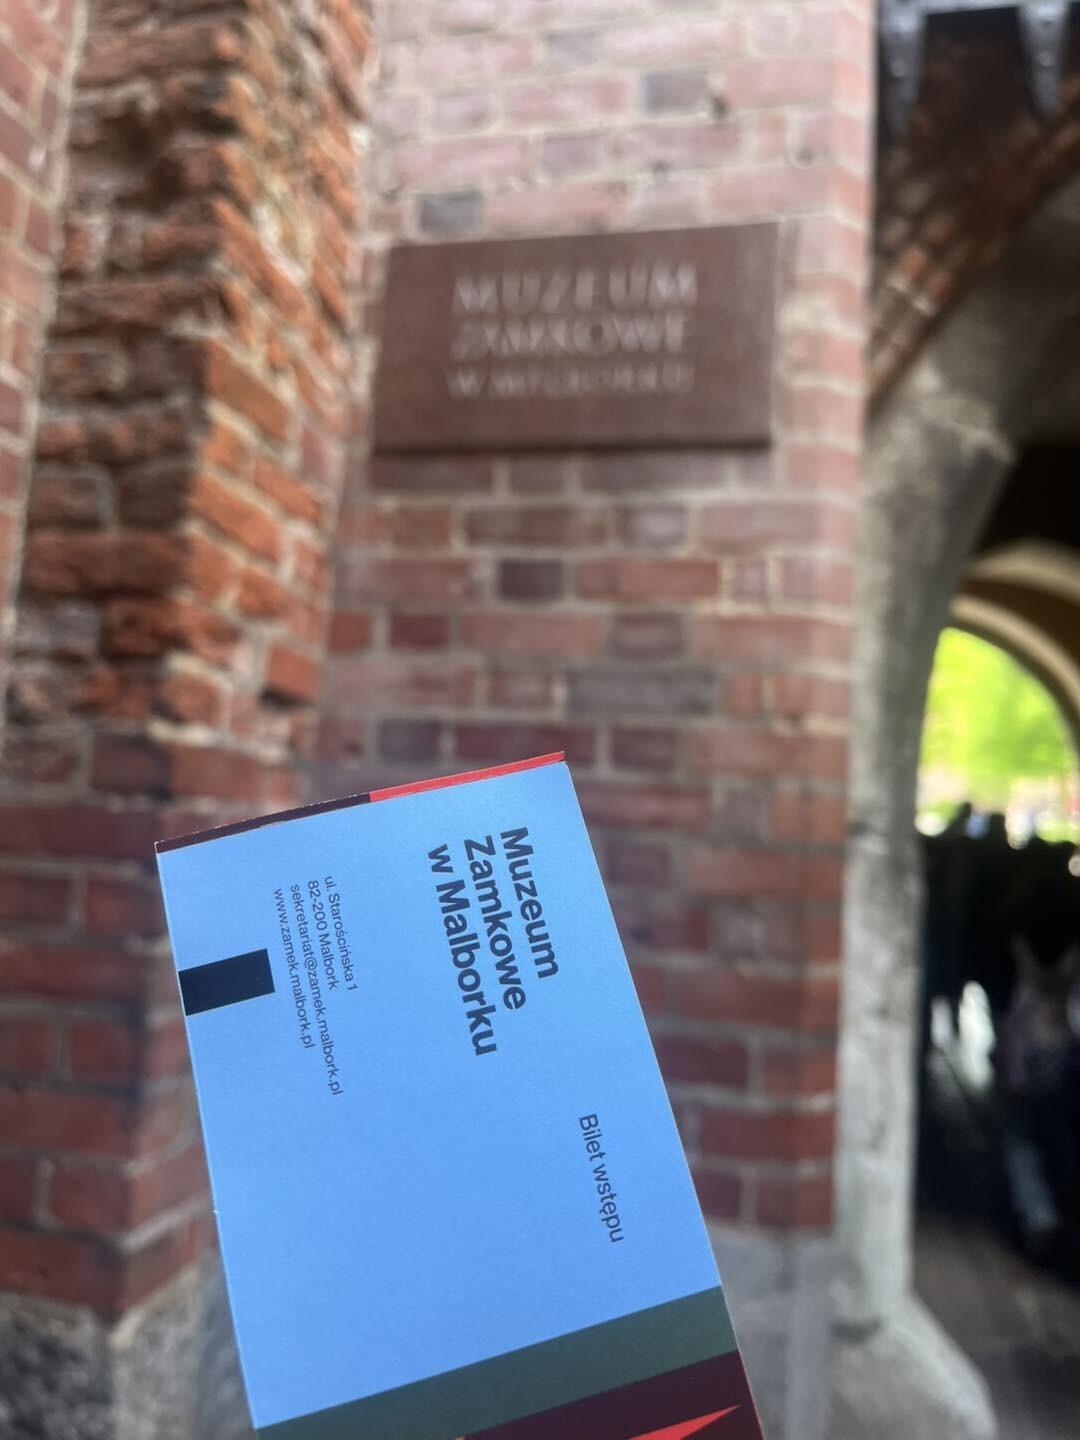 MUZEUM
ZAMKOWE
W MALBORKU
Muzeum
Zamkowe
w Malborku
Bilet wstępu
ul. Starościńska 1
82-200 Malbork
sekretariat@zamek.malbork.pl
www.zamek.malbork.pl